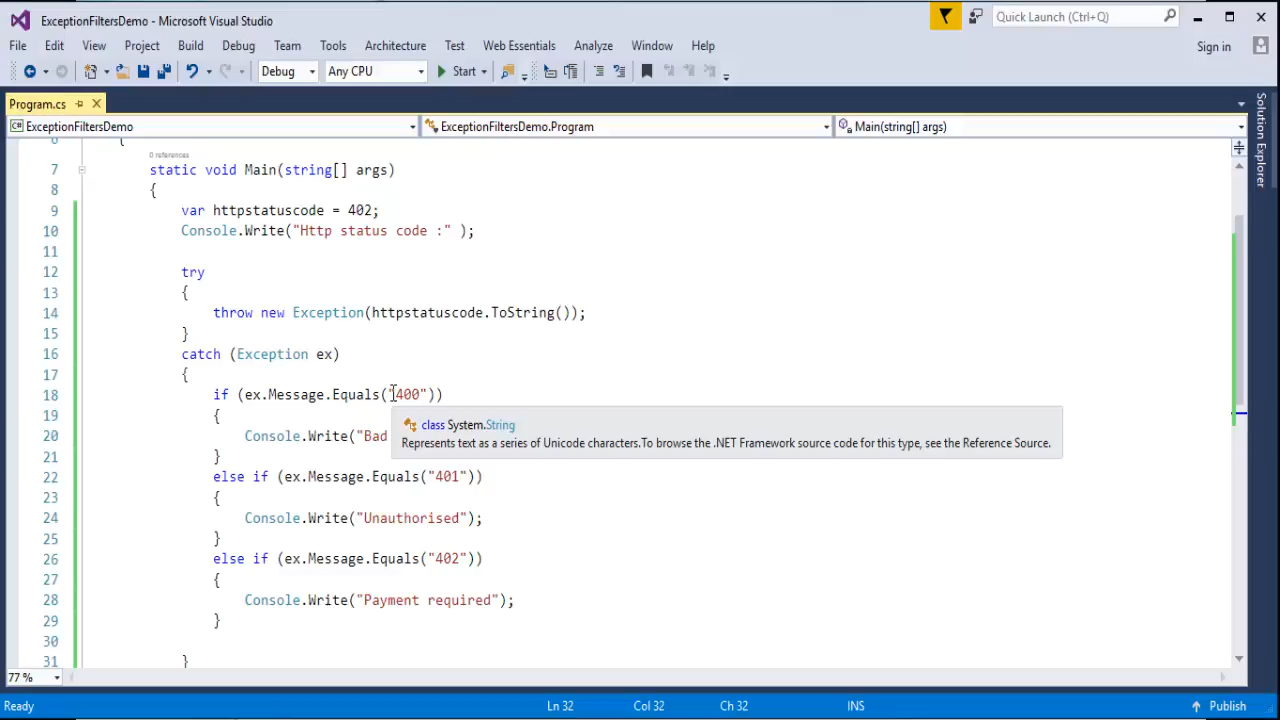 ExceptionFiltersDemo - Microsoft Visual Studio
Quick Launch (Ctrl+Q)
File Edit View Project Build Debug Team Tools Architecture Test Web Essentials Analyze Window Help
Sign in
Debug Any CPU Start
Program.cs
Solution Explorer
C# ExceptionFiltersDemo ExceptionFiltersDemo.Program Main(string[] args)
6 {
0 references
7 static void Main(string[] args)
8 {
9 var httpstatuscode = 402;
10 Console.Write("Http status code :" );
11
12 try
13 {
14 throw new Exception(httpstatuscode.ToString());
15 }
16 catch (Exception ex)
17 {
18 if (ex.Message.Equals("400"))
19 {
class System.String
20 Console.Write("Bad
Represents text as a series of Unicode characters.To browse the .NET Framework source code for this type, see the Reference Source.
21 }
22 else if (ex.Message.Equals("401"))
23 {
24 Console.Write("Unauthorised");
25 }
26 else if (ex.Message.Equals("402"))
27 {
28 Console.Write("Payment required");
29 }
30
31 }
77 %
Ready Ln 32 Col 32 Ch 32 INS Publish